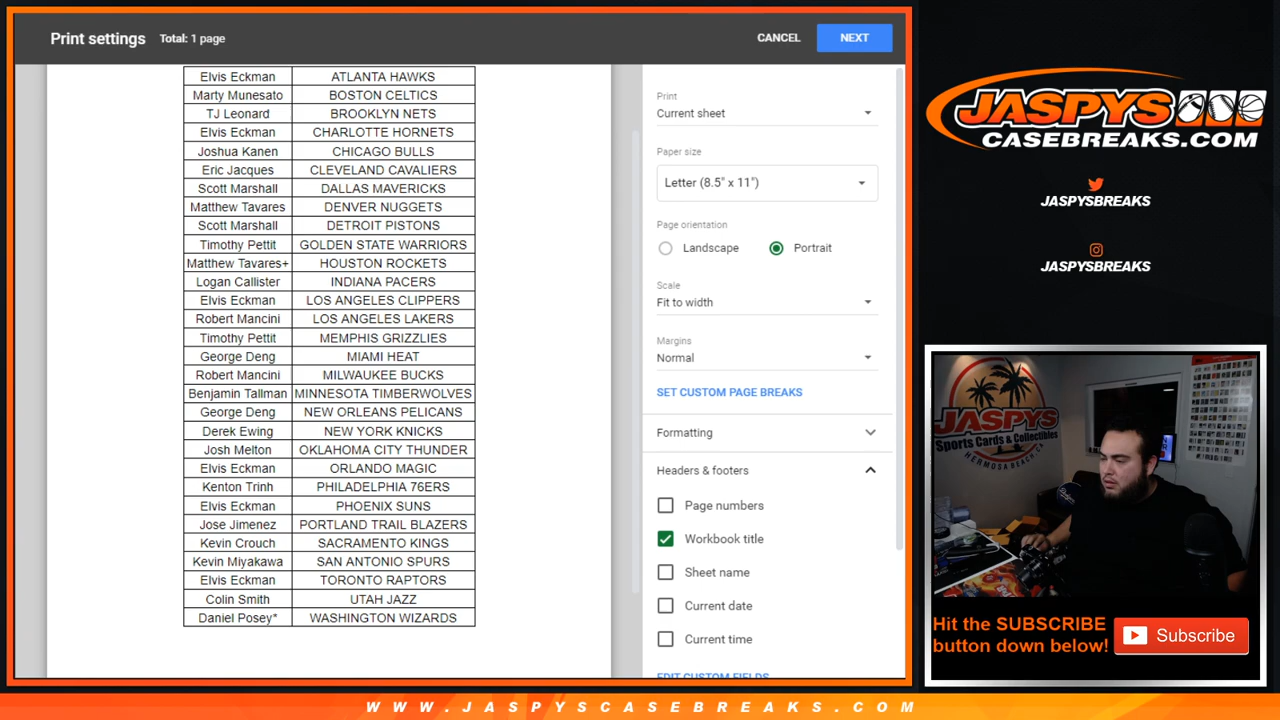 Print settings Total: 1 page CANCEL NEXT
Elvis Eckman ATLANTA HAWKS
Marty Munesato BOSTON CELTICS
TJ Leonard BROOKLYN NETS
Elvis Eckman CHARLOTTE HORNETS
Joshua Kanen CHICAGO BULLS
Eric Jacques CLEVELAND CAVALIERS
Scott Marshall DALLAS MAVERICKS
Matthew Tavares DENVER NUGGETS
Scott Marshall DETROIT PISTONS
Timothy Pettit GOLDEN STATE WARRIORS
Matthew Tavares+ HOUSTON ROCKETS
Logan Callister INDIANA PACERS
Elvis Eckman LOS ANGELES CLIPPERS
Robert Mancini LOS ANGELES LAKERS
Timothy Pettit MEMPHIS GRIZZLIES
George Deng MIAMI HEAT
Robert Mancini MILWAUKEE BUCKS
Benjamin Tallman MINNESOTA TIMBERWOLVES
George Deng NEW ORLEANS PELICANS
Derek Ewing NEW YORK KNICKS
Josh Melton OKLAHOMA CITY THUNDER
Elvis Eckman ORLANDO MAGIC
Kenton Trinh PHILADELPHIA 76ERS
Elvis Eckman PHOENIX SUNS
Jose Jimenez PORTLAND TRAIL BLAZERS
Kevin Crouch SACRAMENTO KINGS
Kevin Miyakawa SAN ANTONIO SPURS
Elvis Eckman TORONTO RAPTORS
Colin Smith UTAH JAZZ
Daniel Posey* WASHINGTON WIZARDS
Print
Current sheet
Paper size
Letter (8.5" x 11")
Page orientation
Landscape Portrait
Scale
Fit to width
Margins
Normal
SET CUSTOM PAGE BREAKS
Formatting
Headers & footers
Page numbers
Workbook title
Sheet name
Current date
Current time
EDIT CUSTOM FIELDS
JASPYS
CASEBREAKS.COM
JASPYSBREAKS
JASPYSBREAKS
JASPYS
Sports Cards & Collectibles
HERMOSA BEACH, CA
Hit the SUBSCRIBE
button down below!
Subscribe
WWW.JASPYSCASEBREAKS.COM